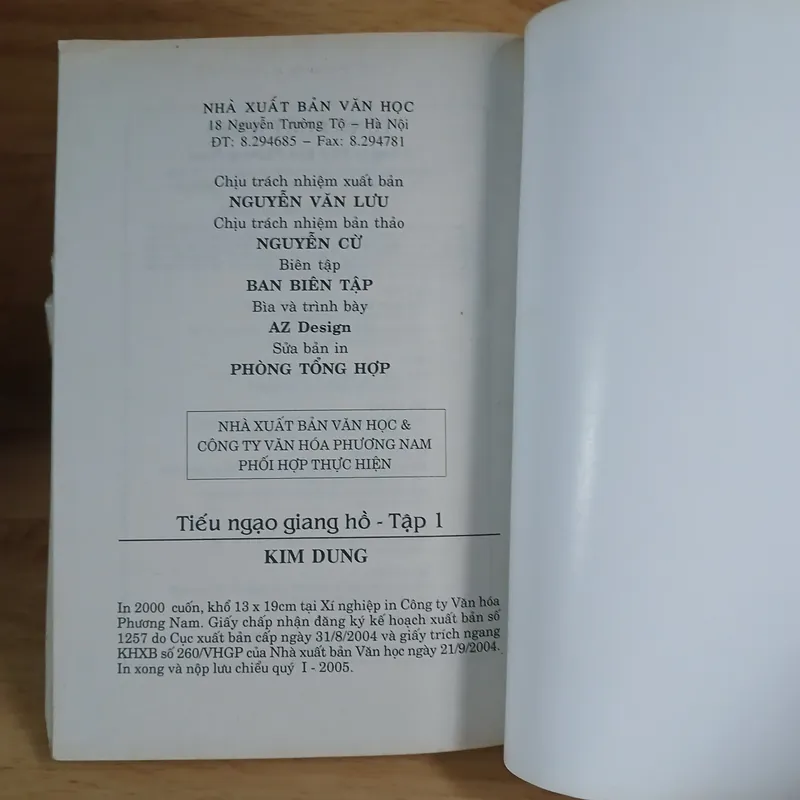 NHÀ XUẤT BẢN VĂN HỌC
18 Nguyễn Trường Tộ – Hà Nội
ĐT: 8.294685 – Fax: 8.294781
Chịu trách nhiệm xuất bản
NGUYỄN VĂN LƯU
Chịu trách nhiệm bản thảo
NGUYỄN CỪ
Biên tập
BAN BIÊN TẬP
Bìa và trình bày
AZ Design
Sửa bản in
PHÒNG TỔNG HỢP
NHÀ XUẤT BẢN VĂN HỌC &
CÔNG TY VĂN HÓA PHƯƠNG NAM
PHỐI HỢP THỰC HIỆN
Tiếu ngạo giang hồ - Tập 1
KIM DUNG
In 2000 cuốn, khổ 13 x 19cm tại Xí nghiệp in Công ty Văn hóa
Phương Nam. Giấy chấp nhận đăng ký kế hoạch xuất bản số
1257 do Cục xuất bản cấp ngày 31/8/2004 và giấy trích ngang
KHXB số 260/VHGP của Nhà xuất bản Văn học ngày 21/9/2004.
In xong và nộp lưu chiểu quý I - 2005.